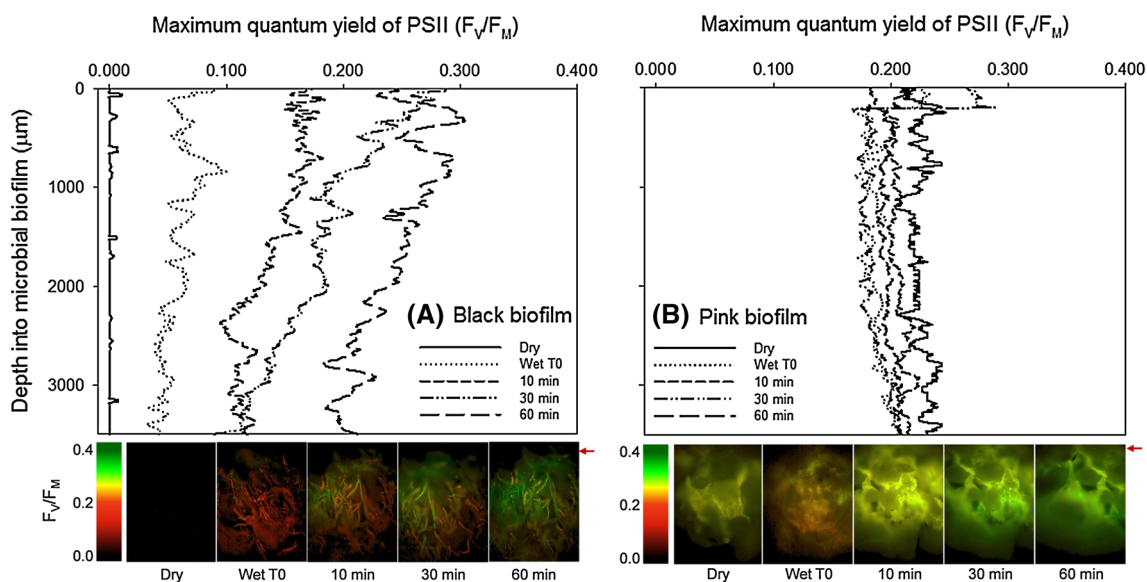 Maximum quantum yield of PSII (FV/FM)
0.000 0.100 0.200 0.300 0.400
Depth into microbial biofilm (µm)
0
1000
2000
3000
(A) Black biofilm
Dry
Wet T0
10 min
30 min
60 min
FV/FM
0.4
0.2
0.0
Dry Wet T0 10 min 30 min 60 min
Maximum quantum yield of PSII (FV/FM)
0.000 0.100 0.200 0.300 0.400
(B) Pink biofilm
Dry
Wet T0
10 min
30 min
60 min
0.4
0.2
0.0
Dry Wet T0 10 min 30 min 60 min